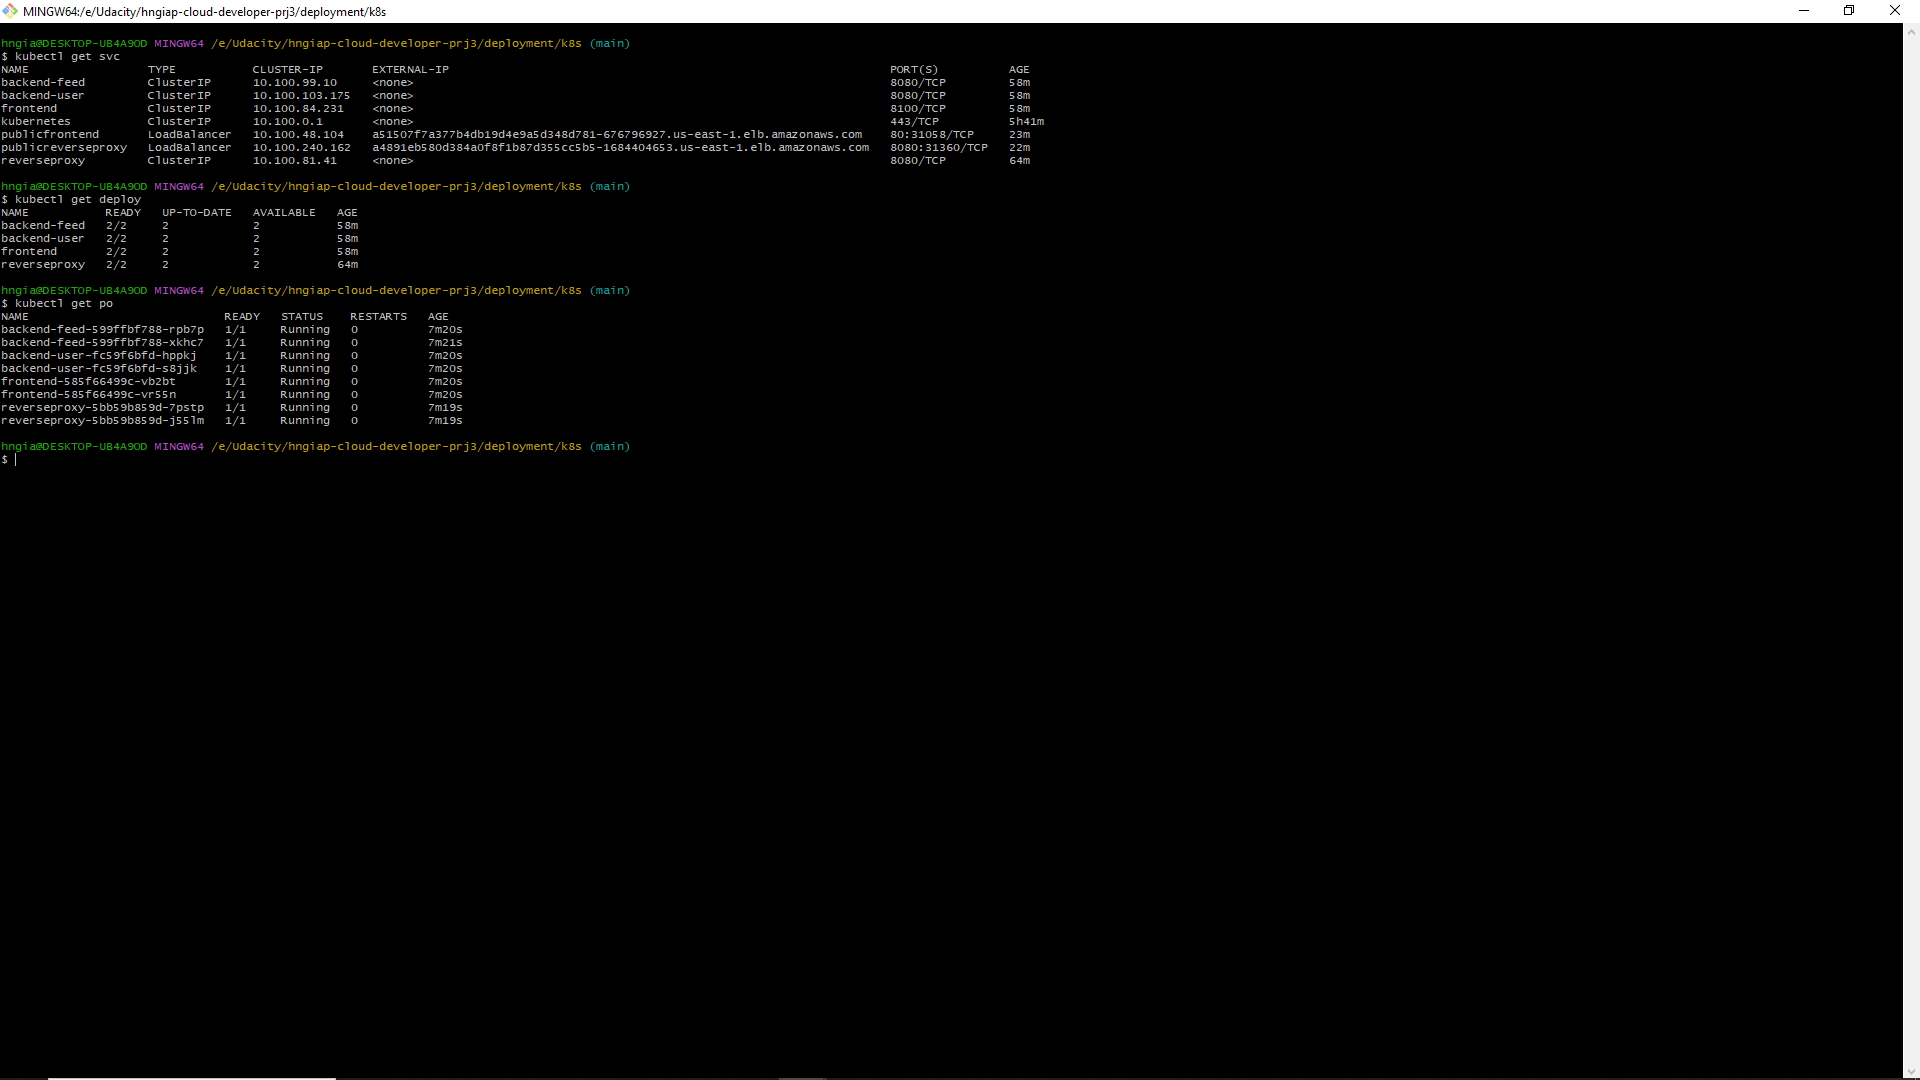 MINGW64:/e/Udacity/hngiap-cloud-developer-prj3/deployment/k8s
hngia@DESKTOP-UB4A9OD MINGW64 /e/Udacity/hngiap-cloud-developer-prj3/deployment/k8s (main)
$ kubectl get svc
NAME TYPE CLUSTER-IP EXTERNAL-IP PORT(S) AGE
backend-feed ClusterIP 10.100.99.10 <none> 8080/TCP 58m
backend-user ClusterIP 10.100.103.175 <none> 8080/TCP 58m
frontend ClusterIP 10.100.84.231 <none> 8100/TCP 58m
kubernetes ClusterIP 10.100.0.1 <none> 443/TCP 5h41m
publicfrontend LoadBalancer 10.100.48.104 a51507f7a377b4db19d4e9a5d348d781-676796927.us-east-1.elb.amazonaws.com 80:31058/TCP 23m
publicreverseproxy LoadBalancer 10.100.240.162 a4891eb580d384a0f8f1b87d355cc5b5-1684404653.us-east-1.elb.amazonaws.com 8080:31360/TCP 22m
reverseproxy ClusterIP 10.100.81.41 <none> 8080/TCP 64m
hngia@DESKTOP-UB4A9OD MINGW64 /e/Udacity/hngiap-cloud-developer-prj3/deployment/k8s (main)
$ kubectl get deploy
NAME READY UP-TO-DATE AVAILABLE AGE
backend-feed 2/2 2 2 58m
backend-user 2/2 2 2 58m
frontend 2/2 2 2 58m
reverseproxy 2/2 2 2 64m
hngia@DESKTOP-UB4A9OD MINGW64 /e/Udacity/hngiap-cloud-developer-prj3/deployment/k8s (main)
$ kubectl get po
NAME READY STATUS RESTARTS AGE
backend-feed-599ffbf788-rpb7p 1/1 Running 0 7m20s
backend-feed-599ffbf788-xkhc7 1/1 Running 0 7m21s
backend-user-fc59f6bfd-hppkj 1/1 Running 0 7m20s
backend-user-fc59f6bfd-s8jjk 1/1 Running 0 7m20s
frontend-585f66499c-vb2bt 1/1 Running 0 7m20s
frontend-585f66499c-vr55n 1/1 Running 0 7m20s
reverseproxy-5bb59b859d-7pstp 1/1 Running 0 7m19s
reverseproxy-5bb59b859d-j55lm 1/1 Running 0 7m19s
hngia@DESKTOP-UB4A9OD MINGW64 /e/Udacity/hngiap-cloud-developer-prj3/deployment/k8s (main)
$